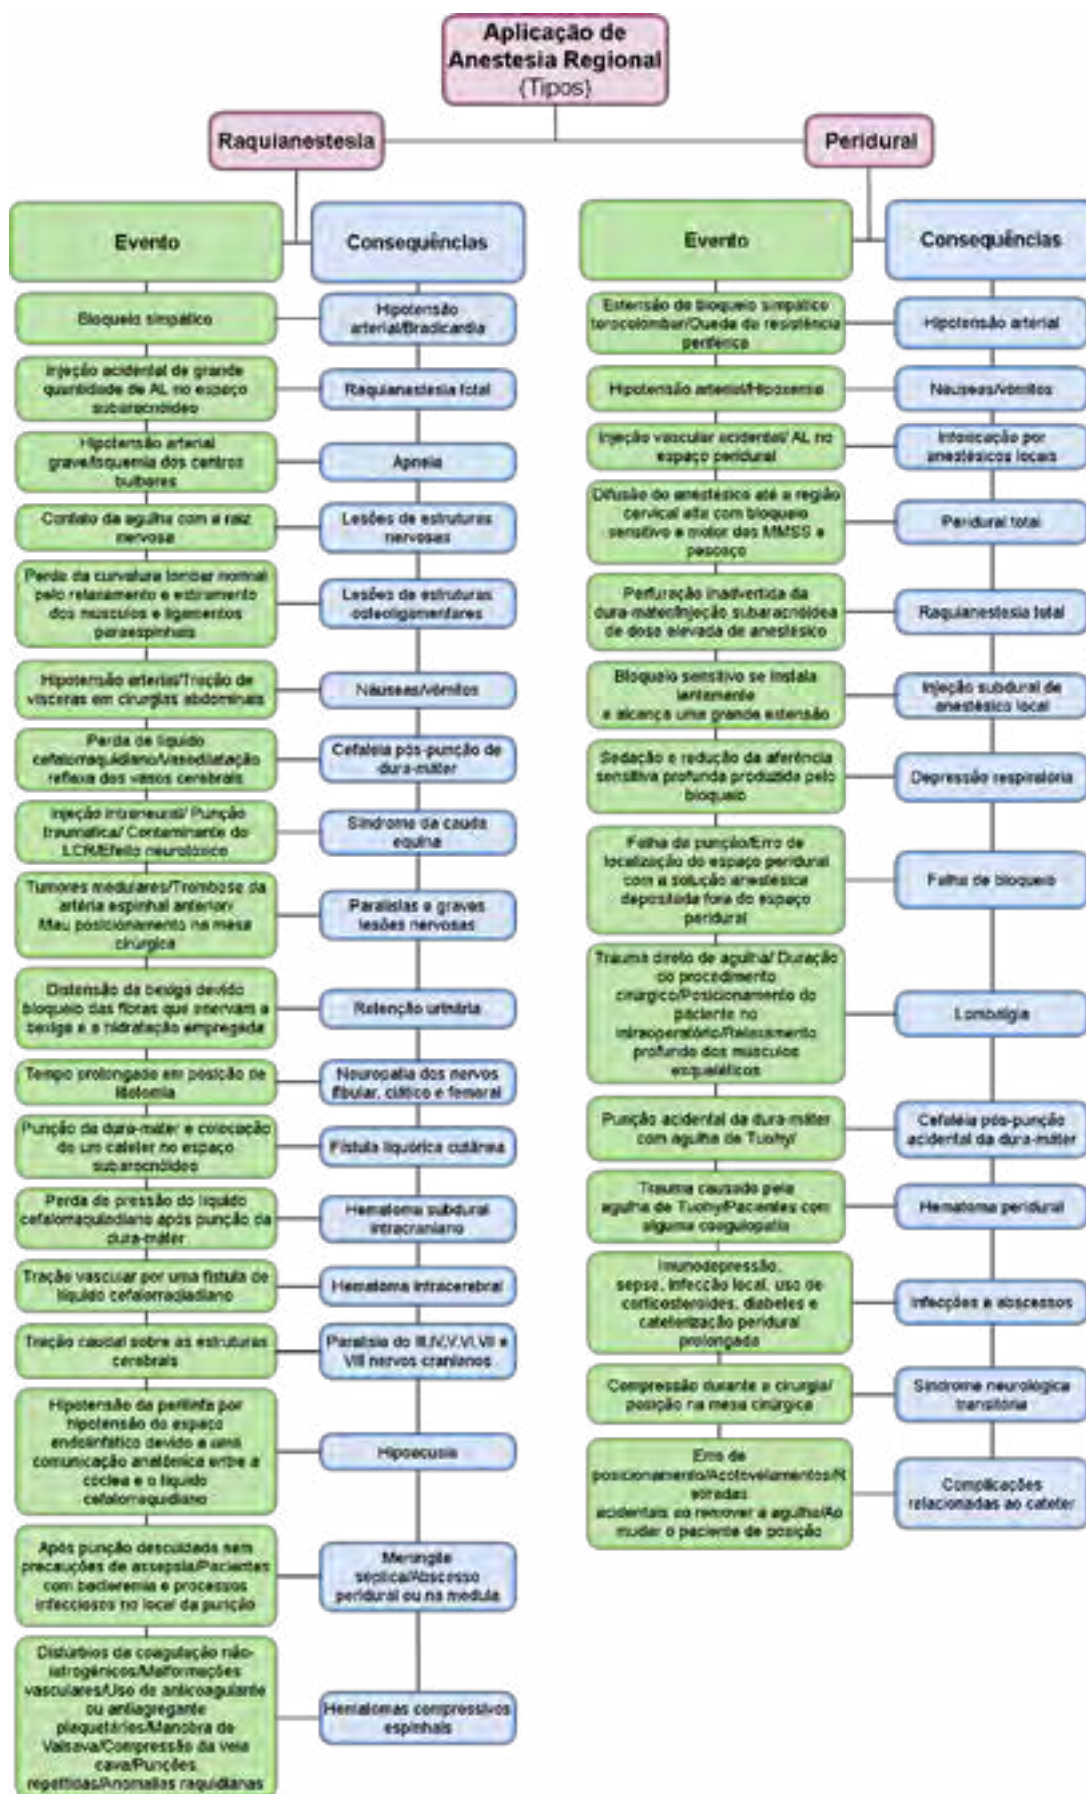 Aplicação de
Anestesia Regional
(Tipos)
Raquianestesia
Peridural
Evento
Consequências
Bloqueio simpático
Hipotensão
arterial/Bradicardia
Injeção acidental de grande
quantidade de AL no espaço
subaracnóideo
Raquianestesia total
Hipotensão arterial
grave/Isquemia dos centros
bulbares
Apneia
Contato da agulha com a raiz
nervosa
Lesões de estruturas
nervosas
Perda da curvatura lombar normal
pelo relaxamento e estiramento
dos músculos e ligamentos
paraespinhais
Lesões de estruturas
osteoligamentares
Hipotensão arterial/Tração de
vísceras em cirurgias abdominais
Náuseas/vômitos
Perda de líquido
cefalorraquidiano/Vasodilatação
reflexa dos vasos cerebrais
Cefaleia pós-punção de
dura-máter
Injeção intraneural/ Punção
traumática/ Contaminante do
LCR/Efeito neurotóxico
Síndrome da cauda
equina
Tumores medulares/Trombose da
artéria espinhal anterior/
Mau posicionamento na mesa
cirúrgica
Paralisias e graves
lesões nervosas
Distensão da bexiga devido
bloqueio das fibras que enervam a
bexiga e a hidratação empregada
Retenção urinária
Tempo prolongado em posição de
litotomia
Neuropatia dos nervos
fibular, ciático e femoral
Punção da dura-máter e colocação
de um cateter no espaço
subaracnóideo
Fístula liquórica cutânea
Perda de pressão do líquido
cefalorraquidiano após punção da
dura-máter
Hematoma subdural
intracraniano
Tração vascular por uma fístula de
líquido
Hematoma intracerebral
Tração caudal sobre as estruturas
cerebrais
Paralisia do III,IV,V,VI,VII e
VIII nervos cranianos
Hipotensão da perilinfa por
hipotensão do espaço
endolinfático devido a uma
comunicação anatômica entre a
cóclea e o líquido
cefalorraquidiano
Hipoacusia
Após punção descuidada sem
precauções de assepsia/Pacientes
com bacteremia e processos
infecciosos no local da punção
Meningite
séptica/Abscesso
peridural ou na medula
Distúrbios da coagulação não-
iatrogênicos/Malformações
vasculares/Uso de anticoagulante
ou antiagregante
plaquetários/Manobra de
Valsava/Compressão da veia
cava/Punções
repetidas/Anomalias raquidianas
Hematomas compressivos
espinhais
Evento
Consequências
Extensão do bloqueio simpático
toracolombar/Queda da resistência
periférica
Hipotensão arterial
Hipotensão arterial/Hipoxemia
Náuseas/vômitos
Injeção vascular acidental/ AL no
espaço peridural
Intoxicação por
anestésicos locais
Difusão do anestésico até a região
cervical alta com bloqueio
sensitivo e motor dos MMSS e
pescoço
Peridural total
Perfuração inadvertida da
dura-máter/Injeção subaracnóidea
de dose elevada de anestésico
Raquianestesia total
Bloqueio sensitivo se instala
lentamente
e alcança uma grande extensão
Injeção subdural de
anestésico local
Sedação e redução da aferência
sensitiva profunda produzida pelo
bloqueio
Depressão respiratória
Falha da punção/Erro de
localização do espaço peridural
com a solução anestésica
depositada fora do espaço
peridural
Falha de bloqueio
Trauma direto de agulha/ Duração
do procedimento
cirúrgico/Posicionamento do
paciente no
intraoperatório/Relaxamento
profundo dos músculos
esqueléticos
Lombalgia
Punção acidental da dura-máter
com agulha de Tuohy/
Cefaleia pós-punção
acidental da dura-máter
Trauma causado pela
agulha de Tuohy/Pacientes com
alguma coagulopatia
Hematoma peridural
Imunodepressão,
sepse, infecção local, uso de
corticosteroides, diabetes e
cateterização peridural
prolongada
Infecções e abscessos
Compressão durante a cirurgia/
posição na mesa cirúrgica
Síndrome neurológica
transitória
Erro de
posicionamento/Acotovelamentos/R
etiradas
acidentais ao remover a agulha/Ao
mudar o paciente de posição
Complicações
relacionadas ao cateter